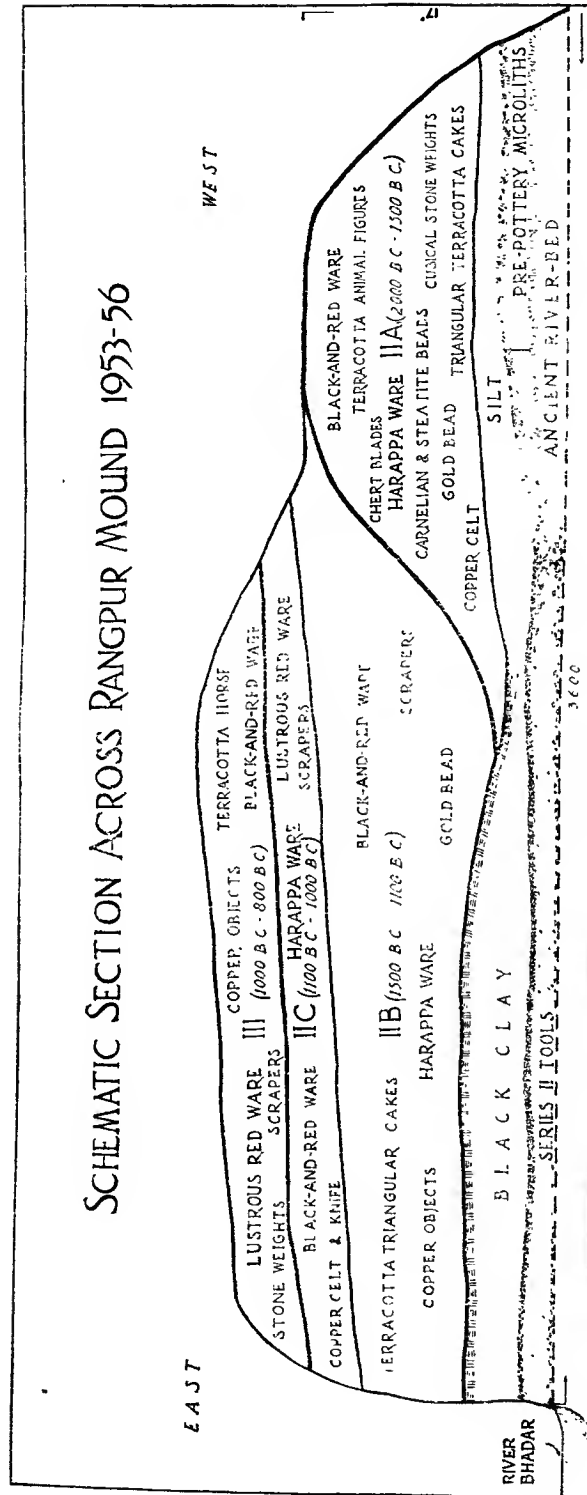 SCHEMATIC SECTION ACROSS RANGPUR MOUND 1953-56
EAST
WEST
COPPER, OBJECTS
TERRACOTTA HORSE
LUSTROUS RED WARE III (1000 B C - 800 B C)
BLACK-AND-RED WARE
STONE WEIGHTS
SCRAPERS
LUSTROUS RED WARE
BLACK-AND-RED WARE IIC (1100 B C - 1000 B C)
HARAPPA WARE
SCRAPERS
COPPER CELT & KNIFE
BLACK-AND-RED WARE
TERRACOTTA TRIANGULAR CAKES IIB (1500 B C 1100 B C)
SCRAPERS
COPPER OBJECTS
HARAPPA WARE
GOLD BEAD
BLACK-AND-RED WARE
TERRACOTTA ANIMAL FIGURES
CHERT BLADES
HARAPPA WARE IIA (2000 B C - 1500 B C)
CARNELIAN & STEATITE BEADS
CUBICAL STONE WEIGHTS
GOLD BEAD
TRIANGULAR TERRACOTTA CAKES
COPPER CELT
SILT
BLACK CLAY
I PRE-POTTERY MICROLITHS
SERIES II TOOLS
ANCIENT RIVER-BED
RIVER
BHADAR
3600
17'